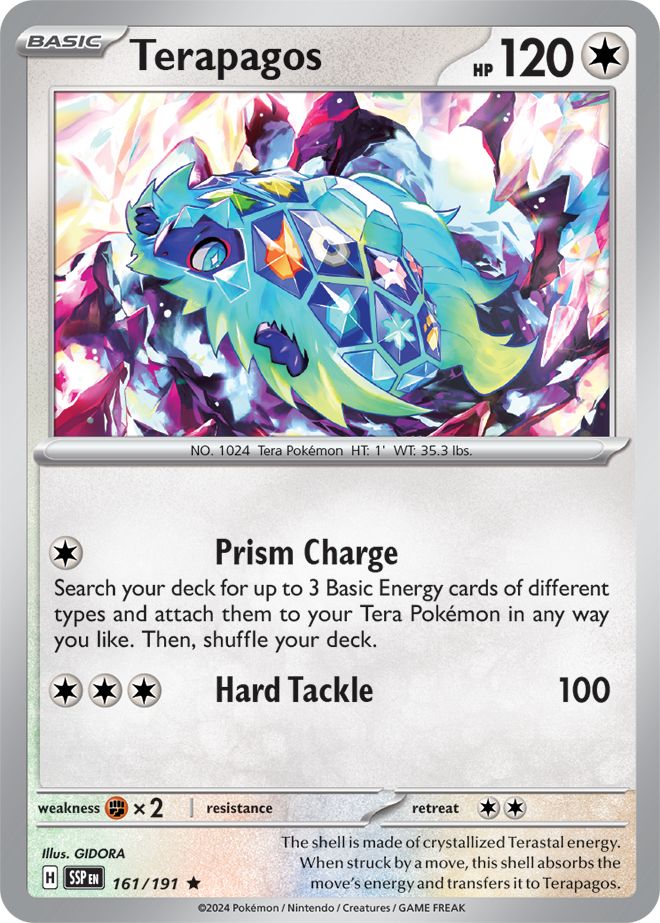 BASIC Terapagos HP 120
NO. 1024 Tera Pokémon HT: 1' WT: 35.3 lbs.
Prism Charge
Search your deck for up to 3 Basic Energy cards of different
types and attach them to your Tera Pokémon in any way
you like. Then, shuffle your deck.
Hard Tackle 100
weakness ×2 resistance retreat
Illus. GIDORA
The shell is made of crystallized Terastal energy.
When struck by a move, this shell absorbs the
move's energy and transfers it to Terapagos.
H SSP EN 161/191 ★
©2024 Pokémon / Nintendo / Creatures / GAME FREAK